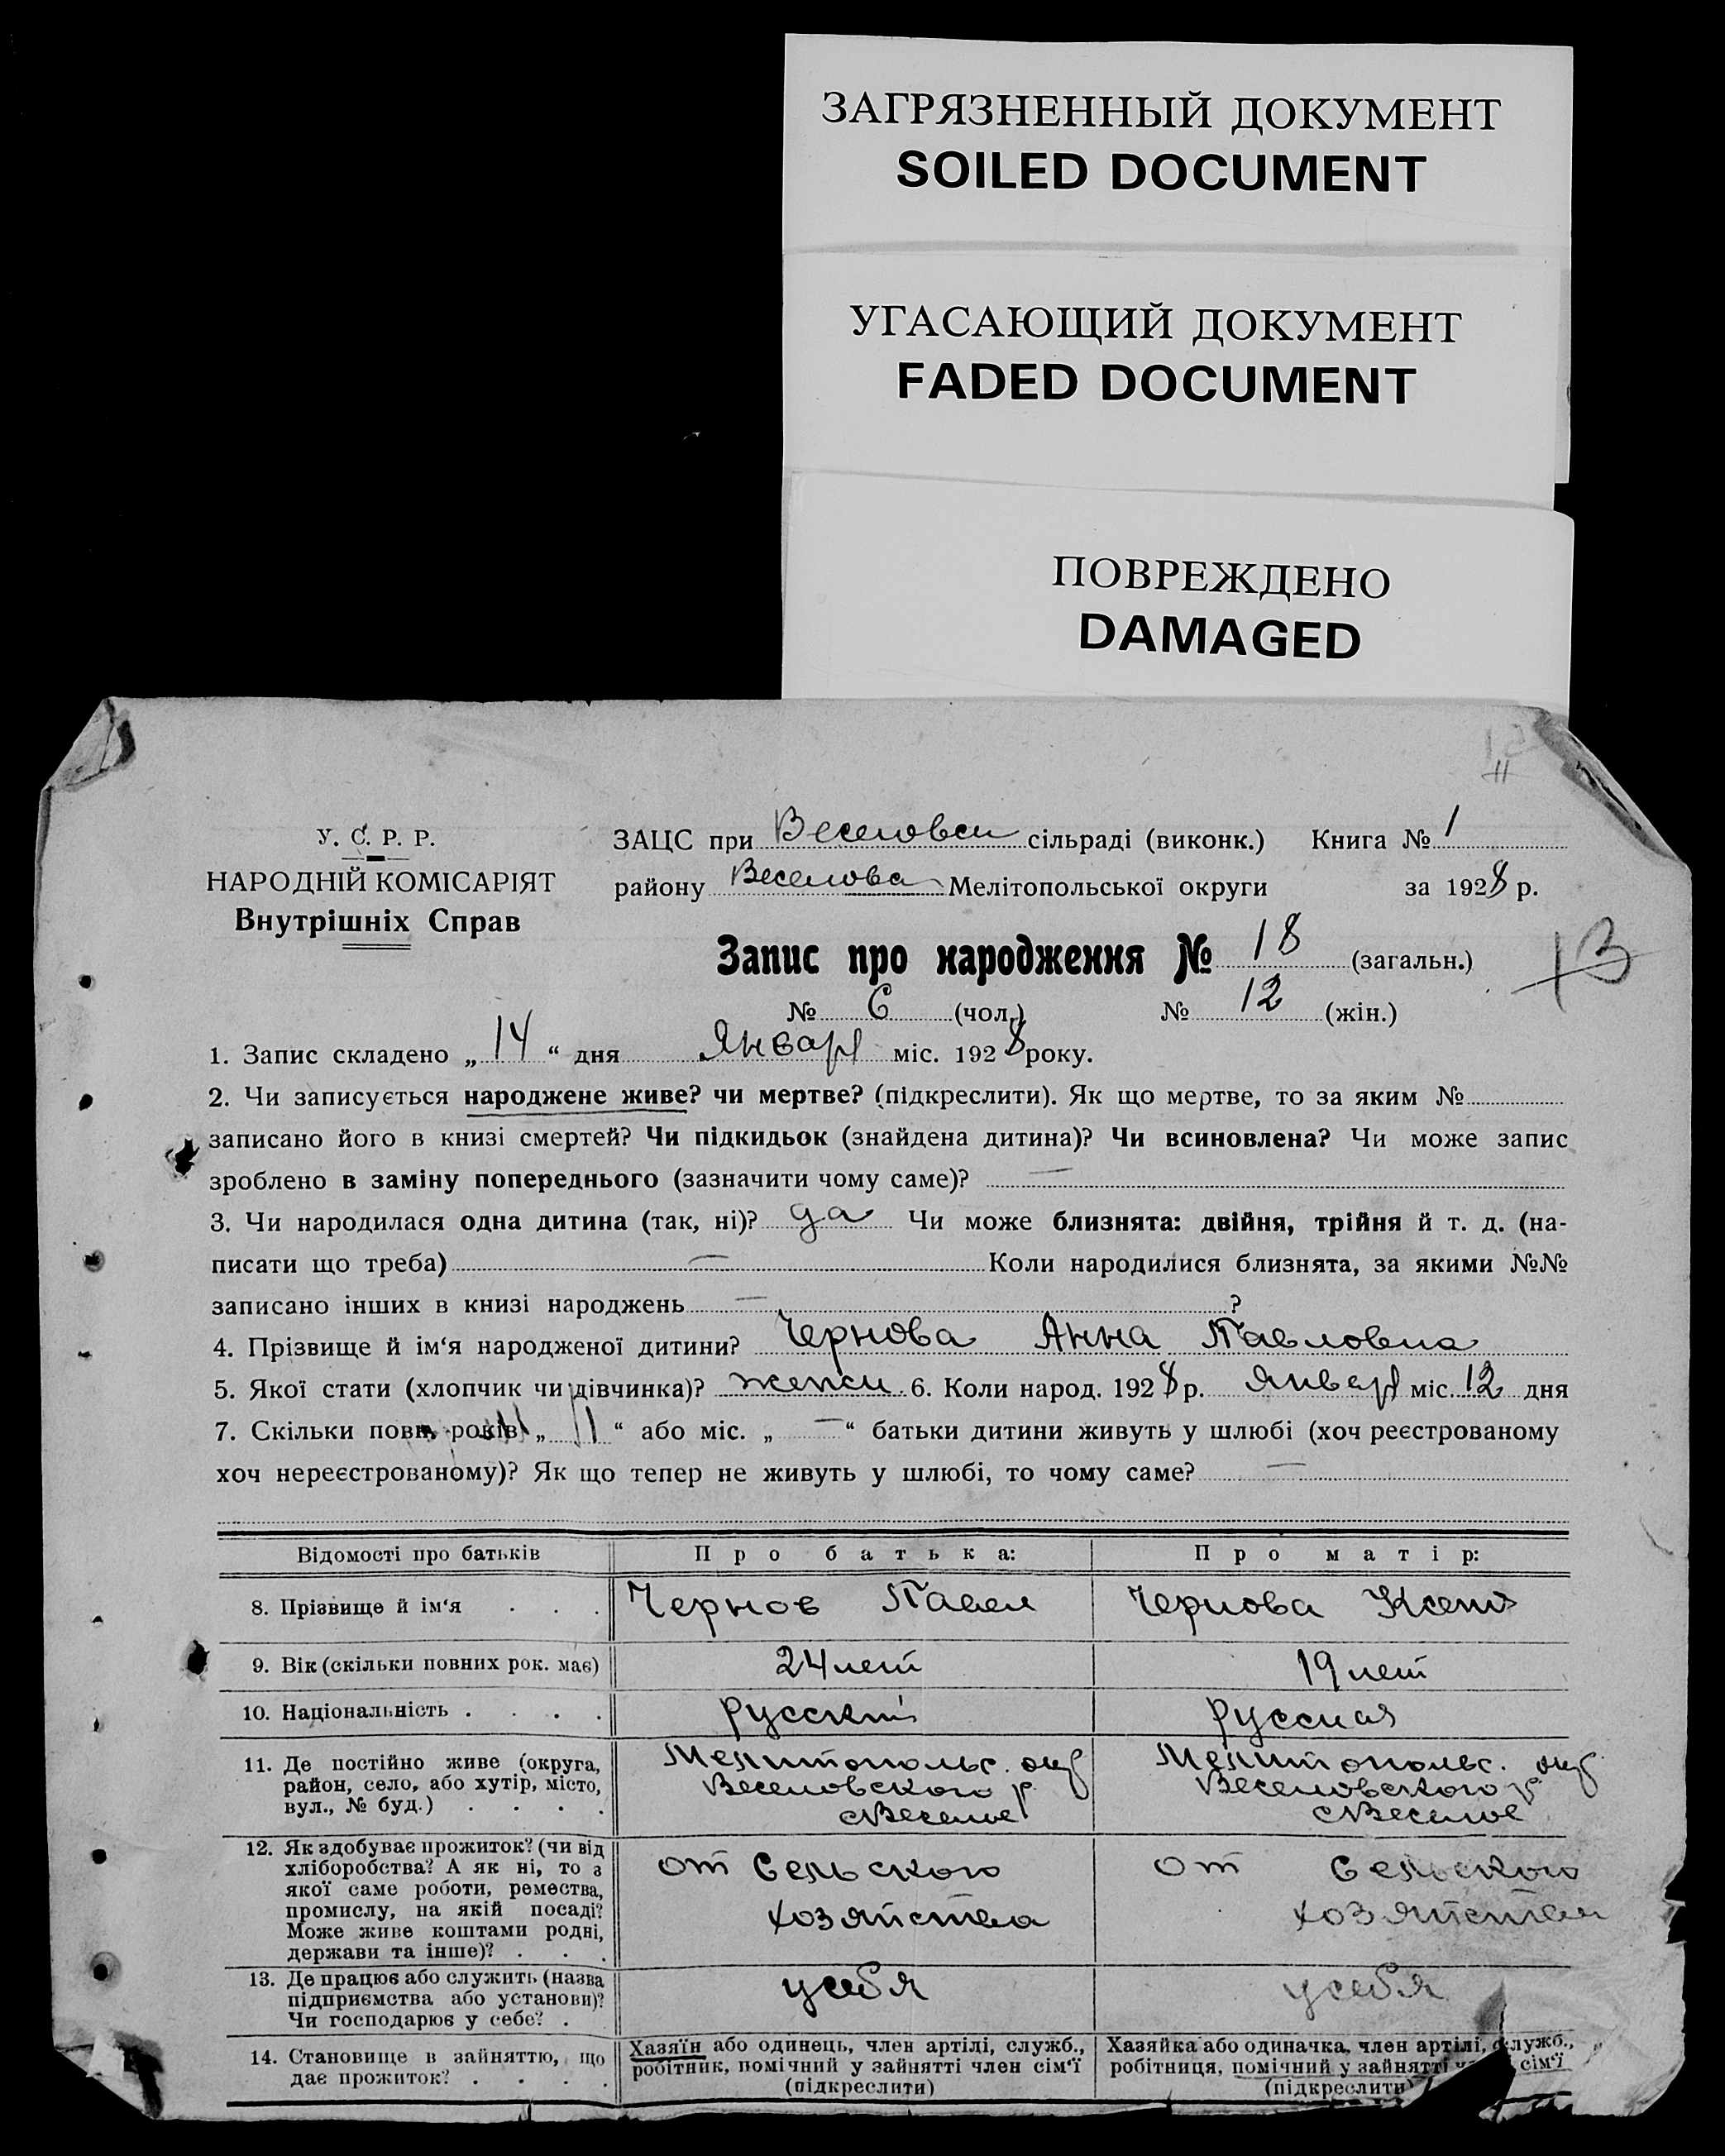 ЗАГРЯЗНЕННЫЙ ДОКУМЕНТ
SOILED DOCUMENT
УГАСАЮЩИЙ ДОКУМЕНТ
FADED DOCUMENT
ПОВРЕЖДЕНО
DAMAGED
У. С. Р. Р.
НАРОДНІЙ КОМІСАРІЯТ
Внутрішніх Справ
ЗАЦС при Веселовск сільраді (виконк.) Книга № 1
району Веселова Мелітопольської округи за 1928 р.
Запис про народження № 18 (загальн.)
13
№ 6 (чол.) № 12 (жін.)
1. Запис складено „14“ дня Январ міс. 1928 року.
2. Чи записується народжене живе? чи мертве? (підкреслити). Як що мертве, то за яким №
записано його в книзі смертей? Чи підкидьок (знайдена дитина)? Чи всиновлена? Чи може запис
зроблено в заміну попереднього (зазначити чому саме)? —
3. Чи народилася одна дитина (так, ні)? да Чи може близнята: двійня, трійня й т. д. (на-
писати що треба) — Коли народилися близнята, за якими №№
записано інших в книзі народжень — ?
4. Прізвище й ім‘я народженої дитини? Чернова Анна Павловна
5. Якої стати (хлопчик чи дівчинка)? женск. 6. Коли народ. 1928 р. Январ міс. 12 дня
7. Скільки повн. років „ “ або міс. „—“ батьки дитини живуть у шлюбі (хоч реєстрованому
хоч нереєстрованому)? Як що тепер не живуть у шлюбі, то чому саме? —
Відомості про батьків Про батька: Про матір:
8. Прізвище й ім‘я . . . Чернов Павел Чернова Ксения
9. Вік (скільки повних рок. має) 24 лет 19 лет
10. Національність . . . . русский русская
11. Де постійно живе (округа, район, село, або хутір, місто, вул., № буд.) . . . .
Мелитопольс. окр Веселовского р. с Веселое
Мелитопольс. окр Веселовского р. с Веселое
12. Як здобуває прожиток? (чи від хліборобства? А як ні, то з якої саме роботи, ремества, промислу, на якій посаді? Може живе коштами родні, держави та інше)? . . .
от сельского хозяйства
от сельского хозяйства
13. Де працює або служить (назва підприємства або установи)? Чи господарює у себе? .
у себя
у себя
14. Становище в зайняттю, що дає прожиток? . . . .
Хазяїн або одинець, член артілі, служб., робітник, помічний у зайнятті член сім‘ї (підкреслити)
Хазяйка або одиначка, член артілі, служб., робітниця, помічний у зайнятті сім‘ї (підкреслити)